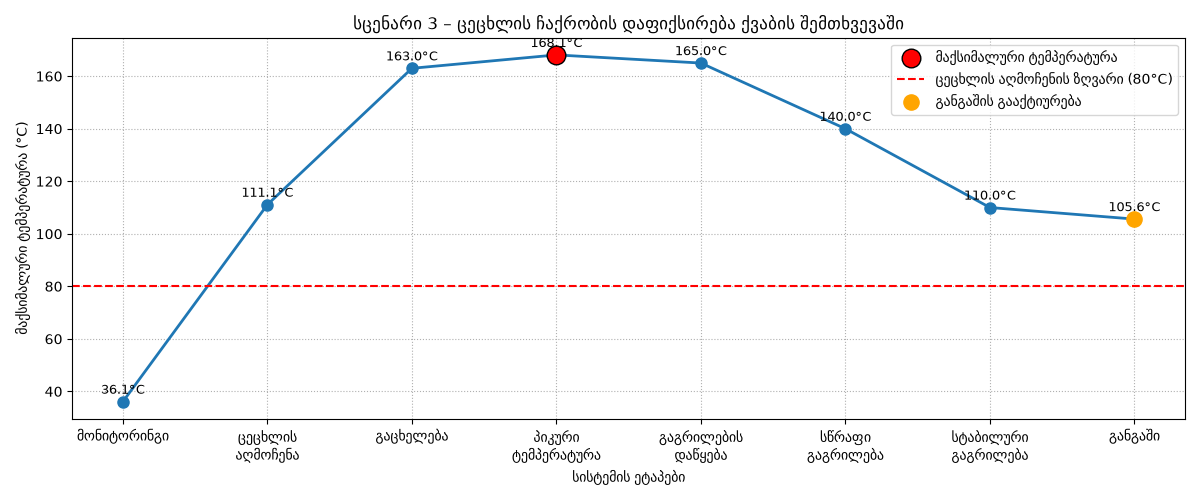 სცენარი 3 – ცეცხლის ჩაქრობის დაფიქსირება ქვაბის შემთხვევაში
მაქსიმალური ტემპერატურა
ცეცხლის აღმოჩენის ზღვარი (80°C)
განგაშის გააქტიურება
მაქსიმალური ტემპერატურა (°C)
160
140
120
100
80
60
40
36.1°C
111.1°C
163.0°C
168.1°C
165.0°C
140.0°C
110.0°C
105.6°C
მონიტორინგი
ცეცხლის
აღმოჩენა
გაცხელება
პიკური
ტემპერატურა
გაგრილების
დაწყება
სწრაფი
გაგრილება
სტაბილური
გაგრილება
განგაში
სისტემის ეტაპები